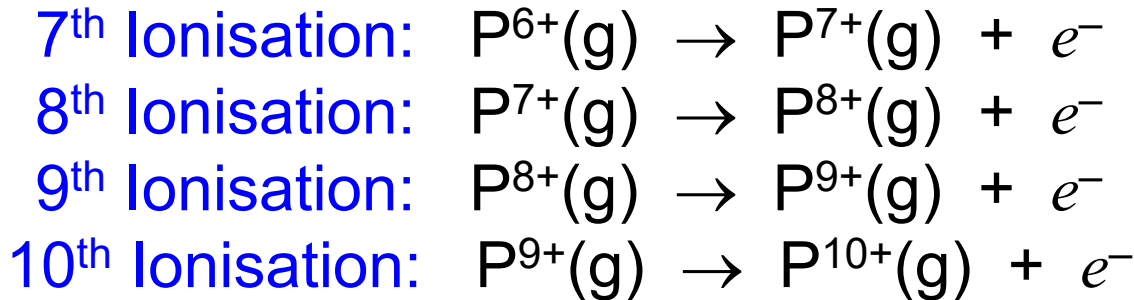 7th Ionisation: P6+(g) → P7+(g) + e–
8th Ionisation: P7+(g) → P8+(g) + e–
9th Ionisation: P8+(g) → P9+(g) + e–
10th Ionisation: P9+(g) → P10+(g) + e–